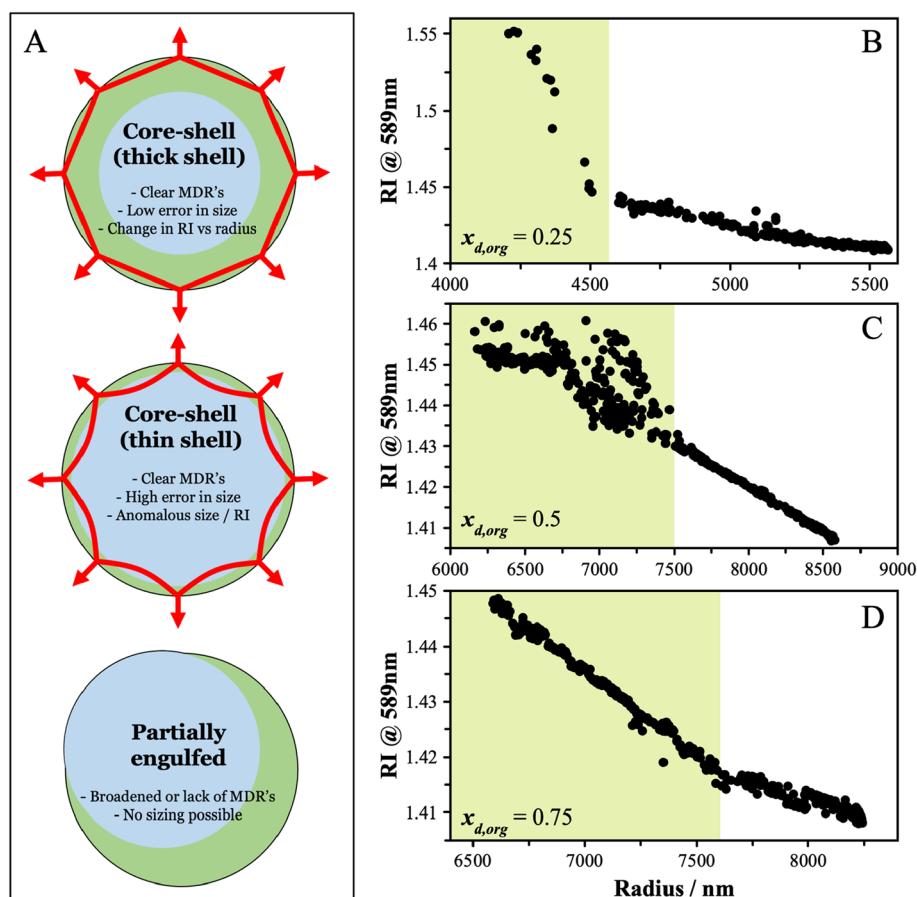 A
Core-shell
(thick shell)
- Clear MDR's
- Low error in size
- Change in RI vs radius
Core-shell
(thin shell)
- Clear MDR's
- High error in size
- Anomalous size / RI
Partially
engulfed
- Broadened or lack of MDR's
- No sizing possible
B
RI @ 589nm
1.55
1.5
1.45
1.4
x d,org = 0.25
4000 4500 5000 5500
C
RI @ 589nm
1.46
1.45
1.44
1.43
1.42
1.41
x d,org = 0.5
6000 6500 7000 7500 8000 8500 9000
D
RI @ 589nm
1.45
1.44
1.43
1.42
1.41
x d,org = 0.75
6500 7000 7500 8000
Radius / nm